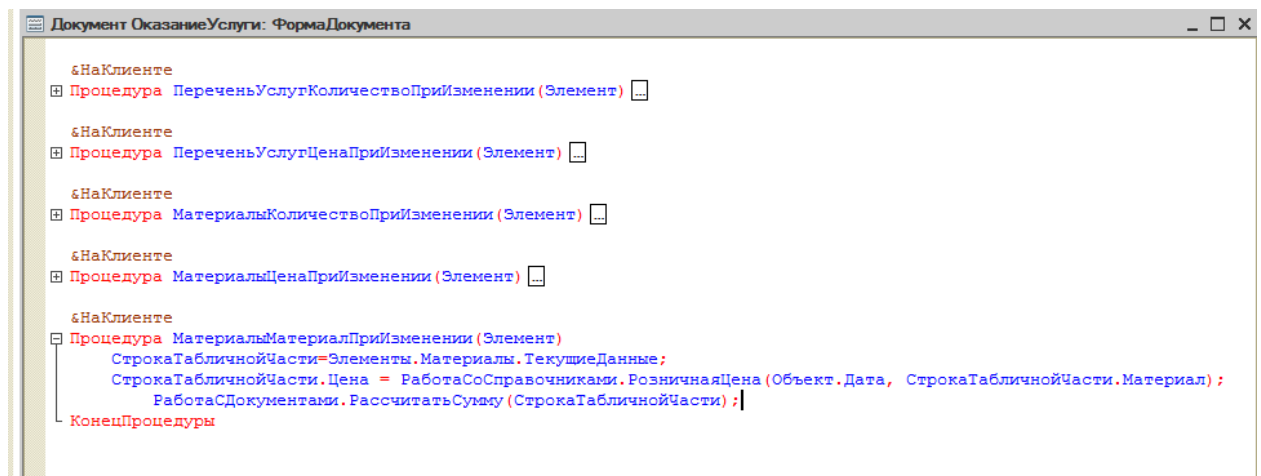 Документ ОказаниеУслуги: ФормаДокумента
&НаКлиенте
Процедура ПереченьУслугКоличествоПриИзменении(Элемент) ...
&НаКлиенте
Процедура ПереченьУслугЦенаПриИзменении(Элемент) ...
&НаКлиенте
Процедура МатериалыКоличествоПриИзменении(Элемент) ...
&НаКлиенте
Процедура МатериалыЦенаПриИзменении(Элемент) ...
&НаКлиенте
Процедура МатериалыМатериалПриИзменении(Элемент)
СтрокаТабличнойЧасти=Элементы.Материалы.ТекущиеДанные;
СтрокаТабличнойЧасти.Цена = РаботаСоСправочниками.РозничнаяЦена(Объект.Дата, СтрокаТабличнойЧасти.Материал);
РаботаСДокументами.РассчитатьСумму(СтрокаТабличнойЧасти);
КонецПроцедуры